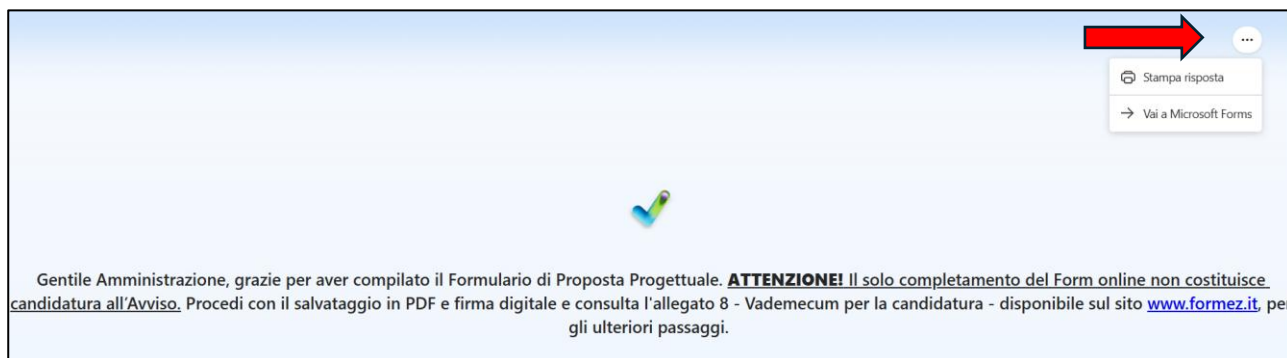 ...
Stampa risposta
Vai a Microsoft Forms
Gentile Amministrazione, grazie per aver compilato il Formulario di Proposta Progettuale. ATTENZIONE! Il solo completamento del Form online non costituisce
candidatura all'Avviso. Procedi con il salvataggio in PDF e firma digitale e consulta l'allegato 8 - Vademecum per la candidatura - disponibile sul sito www.formez.it, per
gli ulteriori passaggi.